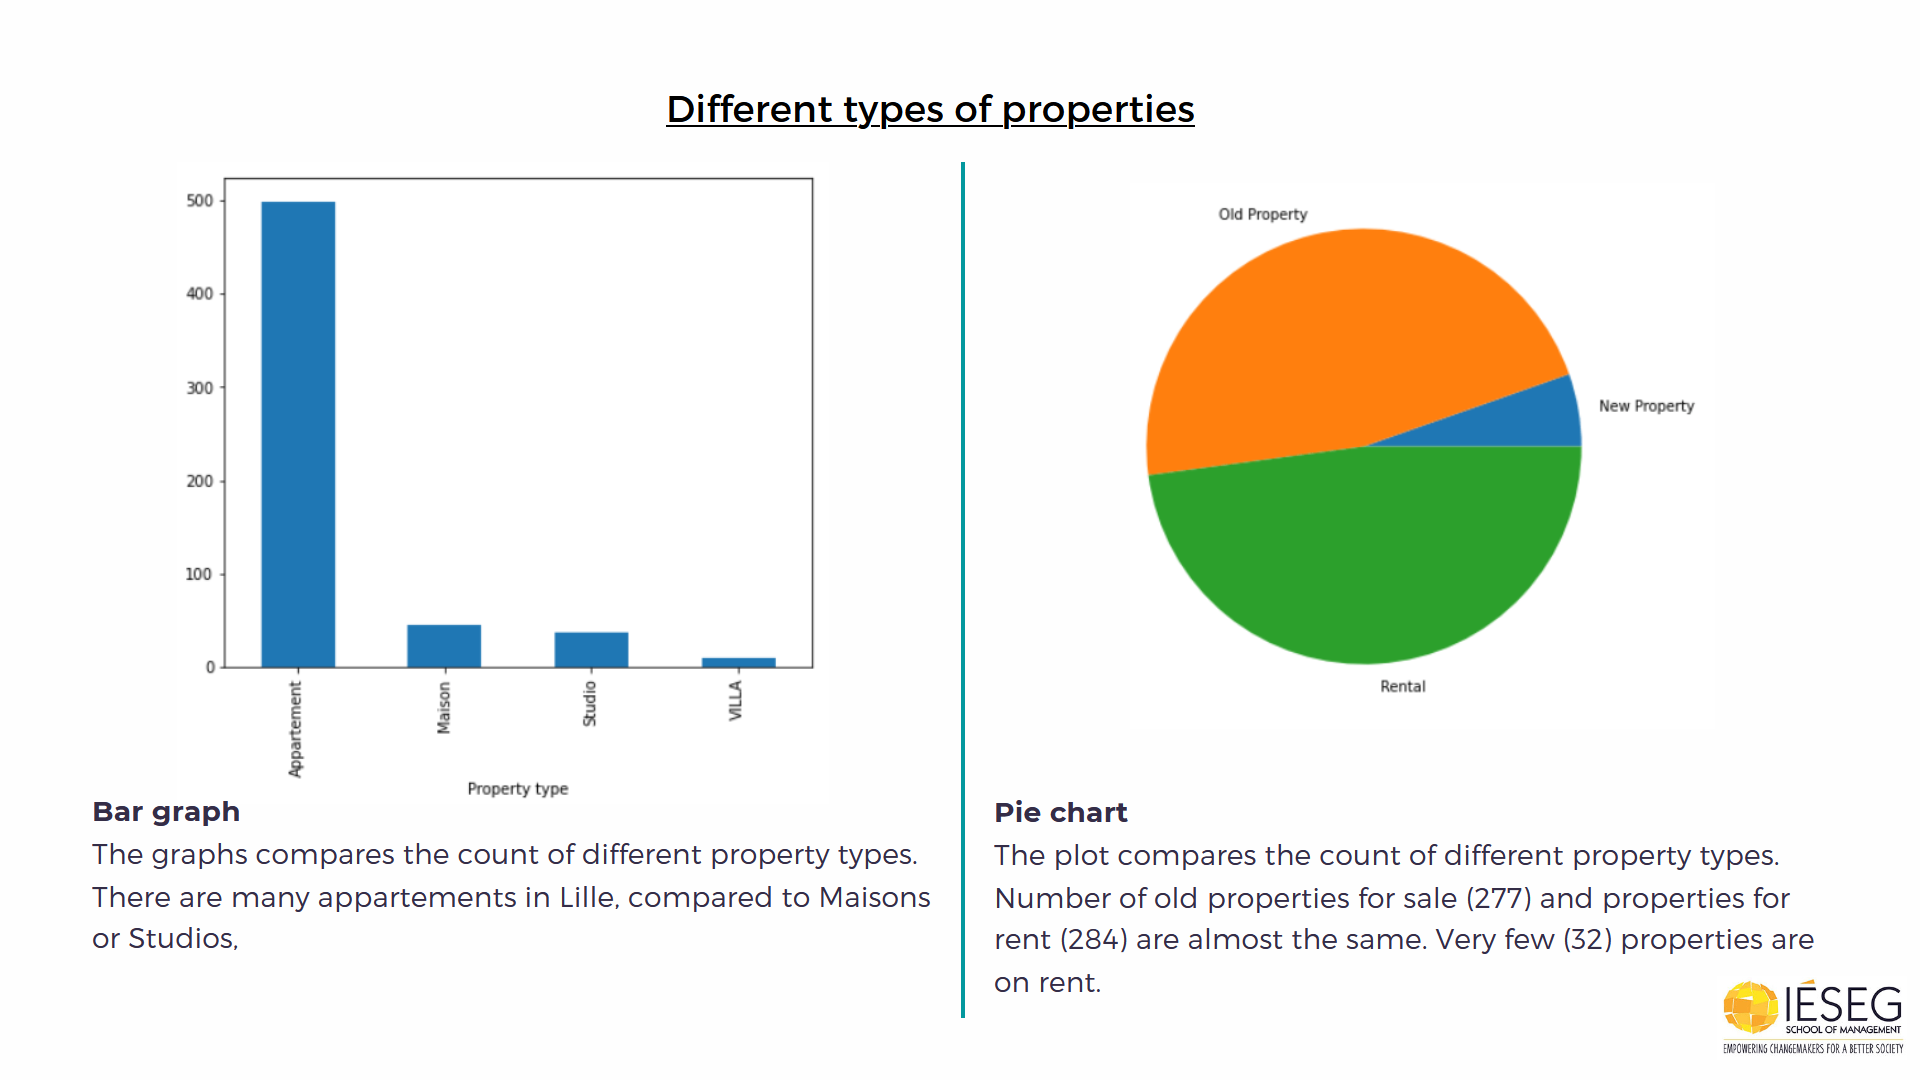 Different types of properties
500
400
300
200
100
0
Appartement
Maison
Studio
VILLA
Property type
Bar graph
The graphs compares the count of different property types.
There are many appartements in Lille, compared to Maisons
or Studios,
Old Property
New Property
Rental
Pie chart
The plot compares the count of different property types.
Number of old properties for sale (277) and properties for
rent (284) are almost the same. Very few (32) properties are
on rent.
IÉSEG
SCHOOL OF MANAGEMENT
EMPOWERING CHANGEMAKERS FOR A BETTER SOCIETY